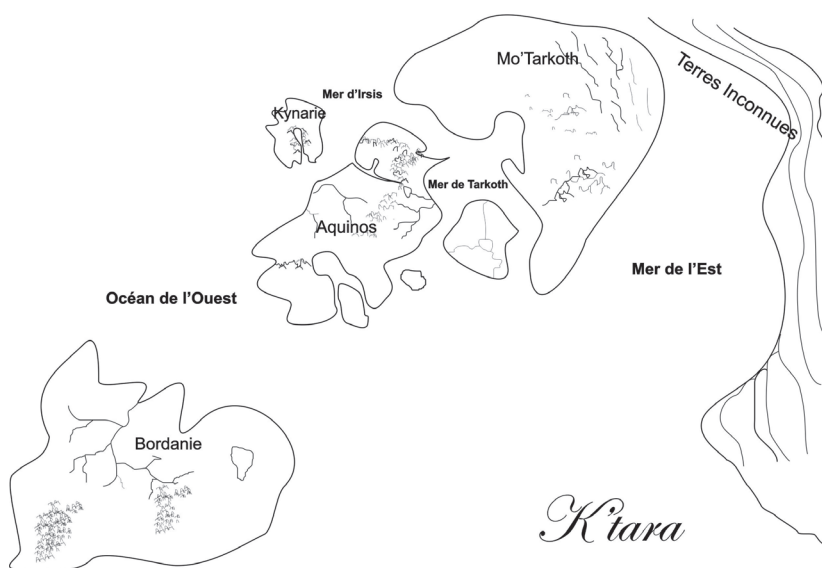 Mo'Tarkoth
Terres Inconnues
Mer d'Irsis
Kynarie
Mer de Tarkoth
Aquinos
Mer de l'Est
Océan de l'Ouest
Bordanie
K'tara